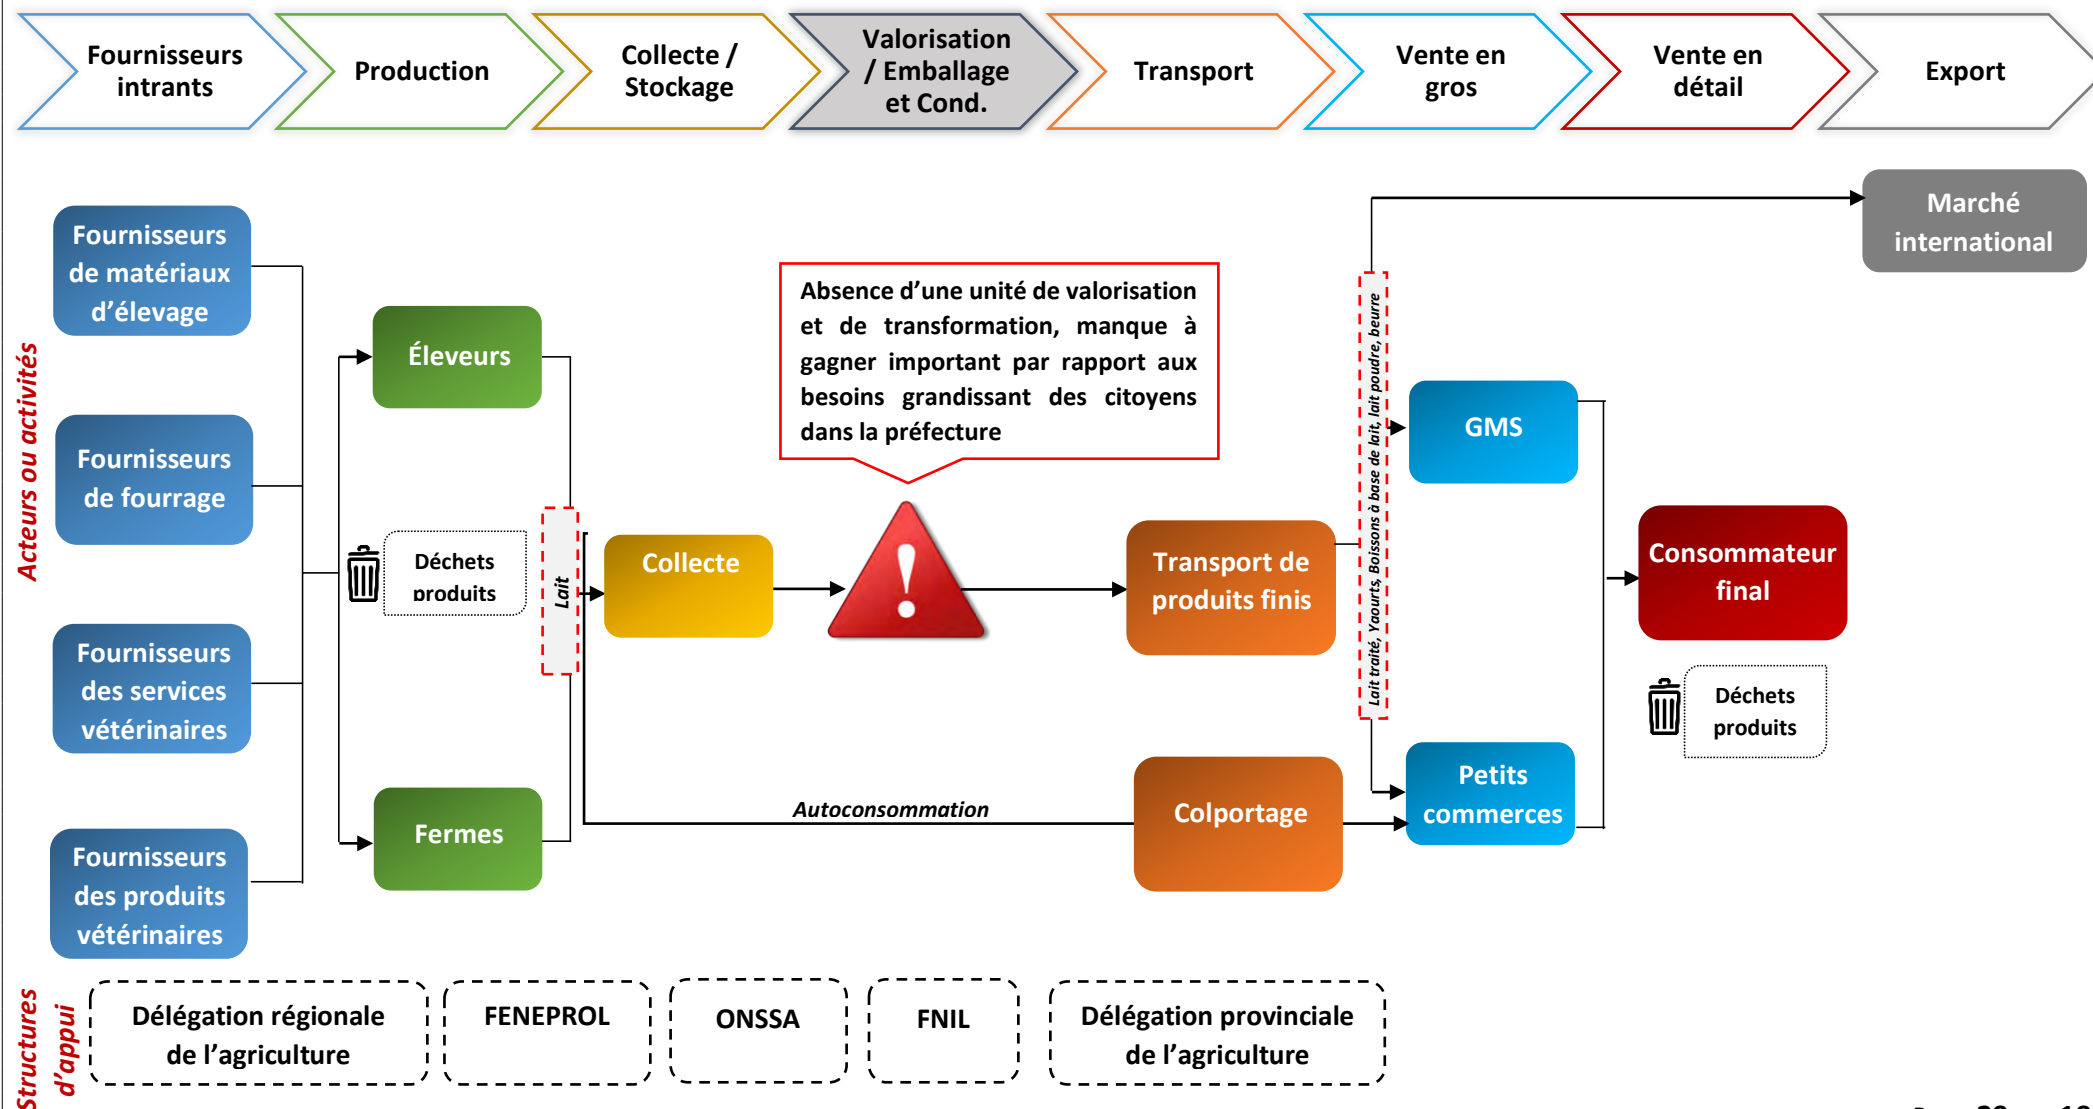 Fournisseurs
intrants
Production
Collecte /
Stockage
Valorisation
/ Emballage
et Cond.
Transport
Vente en
gros
Vente en
détail
Export
Acteurs ou activités
Fournisseurs
de matériaux
d’élevage
Fournisseurs
de fourrage
Fournisseurs
des services
vétérinaires
Fournisseurs
des produits
vétérinaires
Éleveurs
Déchets
produits
Fermes
Lait
Collecte
Absence d’une unité de valorisation
et de transformation, manque à
gagner important par rapport aux
besoins grandissant des citoyens
dans la préfecture
Autoconsommation
Transport de
produits finis
Colportage
Lait traité, Yaourts, Boissons à base de lait, lait poudre, beurre
GMS
Petits
commerces
Marché
international
Consommateur
final
Déchets
produits
Structures
d’appui
Délégation régionale
de l’agriculture
FENEPROL
ONSSA
FNIL
Délégation provinciale
de l’agriculture